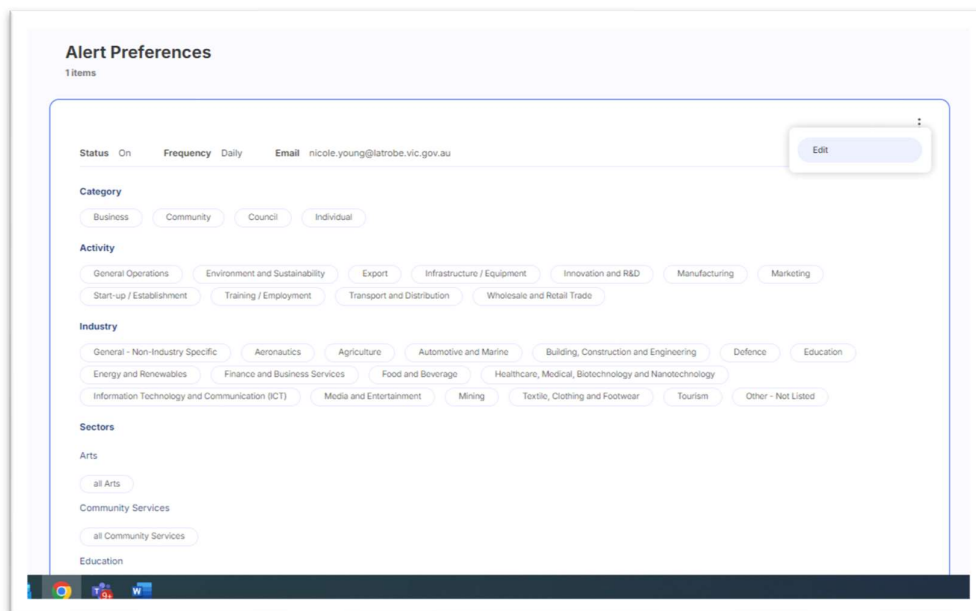 Alert Preferences
1 items
Edit
Status On Frequency Daily Email nicole.young@latrobe.vic.gov.au
Category
Business Community Council Individual
Activity
General Operations Environment and Sustainability Export Infrastructure / Equipment Innovation and R&D Manufacturing Marketing
Start-up / Establishment Training / Employment Transport and Distribution Wholesale and Retail Trade
Industry
General - Non-Industry Specific Aeronautics Agriculture Automotive and Marine Building, Construction and Engineering Defence Education
Energy and Renewables Finance and Business Services Food and Beverage Healthcare, Medical, Biotechnology and Nanotechnology
Information Technology and Communication (ICT) Media and Entertainment Mining Textile, Clothing and Footwear Tourism Other - Not Listed
Sectors
Arts
all Arts
Community Services
all Community Services
Education
T 9+ W